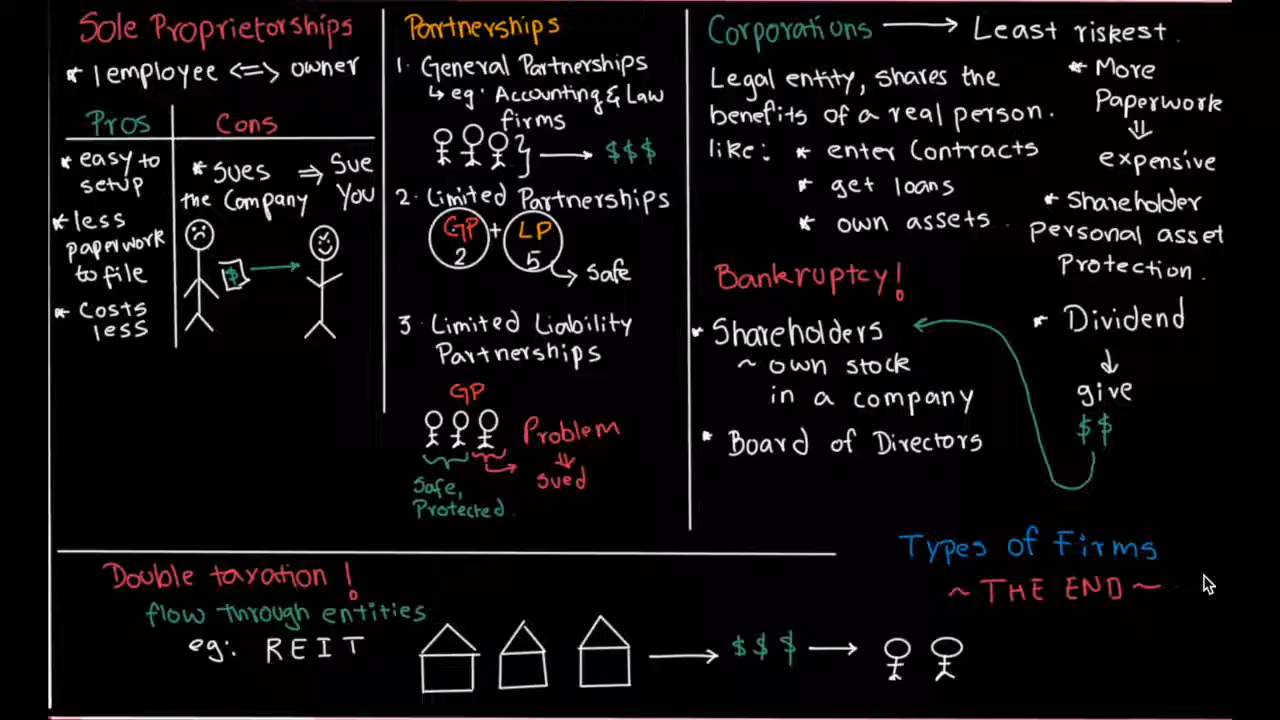 Sole Proprietorships
* 1 employee <=> owner
Pros
* easy to
setup
* less
paperwork
to file
* Costs
less
Cons
* Sues => Sue
the Company You
$
Partnerships
1. General Partnerships
↳ eg: Accounting & Law
firms
} → $$$
2. Limited Partnerships
GP + LP
2 5
Safe
3. Limited Liability
Partnerships
GP
Problem
⇓
sued
Safe,
Protected.
Corporations → Least riskest.
Legal entity, shares the
benefits of a real person.
like: * enter Contracts
* get loans
* own assets.
* More
Paperwork
⇓
expensive
* Shareholder
personal asset
Protection.
Bankruptcy!
* Shareholders
~ own stock
in a company
* Board of Directors
* Dividend
↓
give
$$
Double taxation!
flow through entities
eg: REIT
→ $$$ →
Types of Firms
~ THE END ~